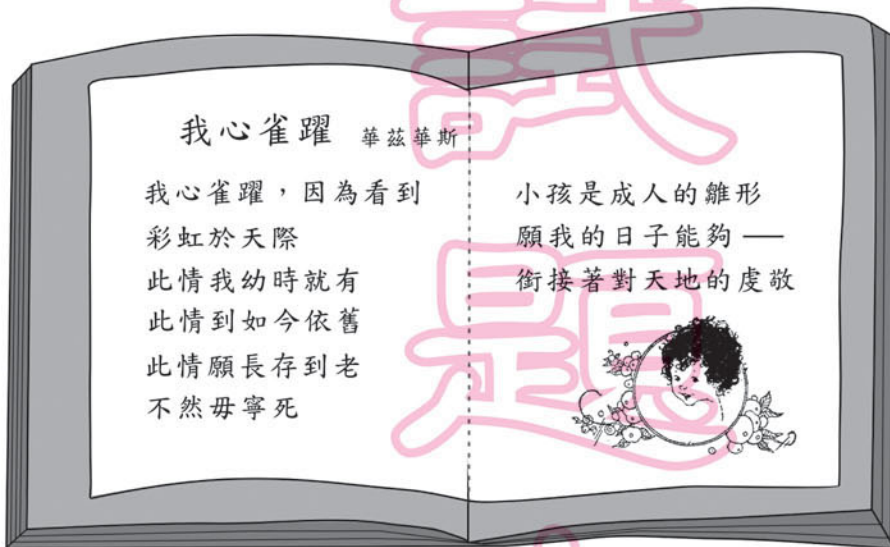 我心雀躍 華茲華斯
我心雀躍，因為看到
彩虹於天際
此情我幼時就有
此情到如今依舊
此情願長存到老
不然毋寧死
小孩是成人的雛形
願我的日子能夠——
銜接著對天地的虔敬
試
題